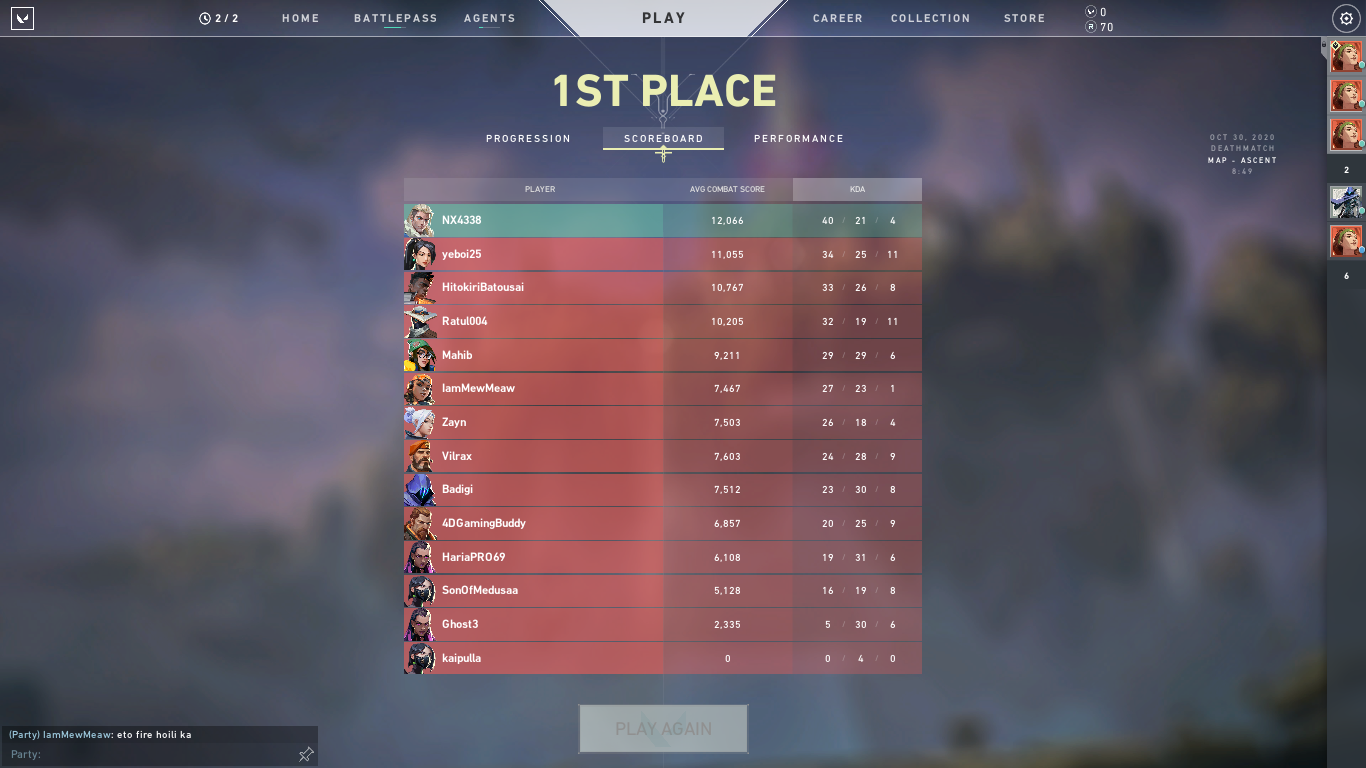 2 / 2 HOME BATTLEPASS AGENTS PLAY CAREER COLLECTION STORE 0
R 70
1ST PLACE
PROGRESSION SCOREBOARD PERFORMANCE
OCT 30, 2020
DEATHMATCH
MAP - ASCENT
8:49
2
6
PLAYER AVG COMBAT SCORE KDA
NX4338 12,066 40 / 21 / 4
yeboi25 11,055 34 / 25 / 11
HitokiriBatousai 10,767 33 / 26 / 8
Ratul004 10,205 32 / 19 / 11
Mahib 9,211 29 / 29 / 6
IamMewMeaw 7,467 27 / 23 / 1
Zayn 7,503 26 / 18 / 4
Vilrax 7,603 24 / 28 / 9
Badigi 7,512 23 / 30 / 8
4DGamingBuddy 6,857 20 / 25 / 9
HariaPRO69 6,108 19 / 31 / 6
SonOfMedusaa 5,128 16 / 19 / 8
Ghost3 2,335 5 / 30 / 6
kaipulla 0 0 / 4 / 0
PLAY AGAIN
(Party) IamMewMeaw: eto fire hoili ka
Party: